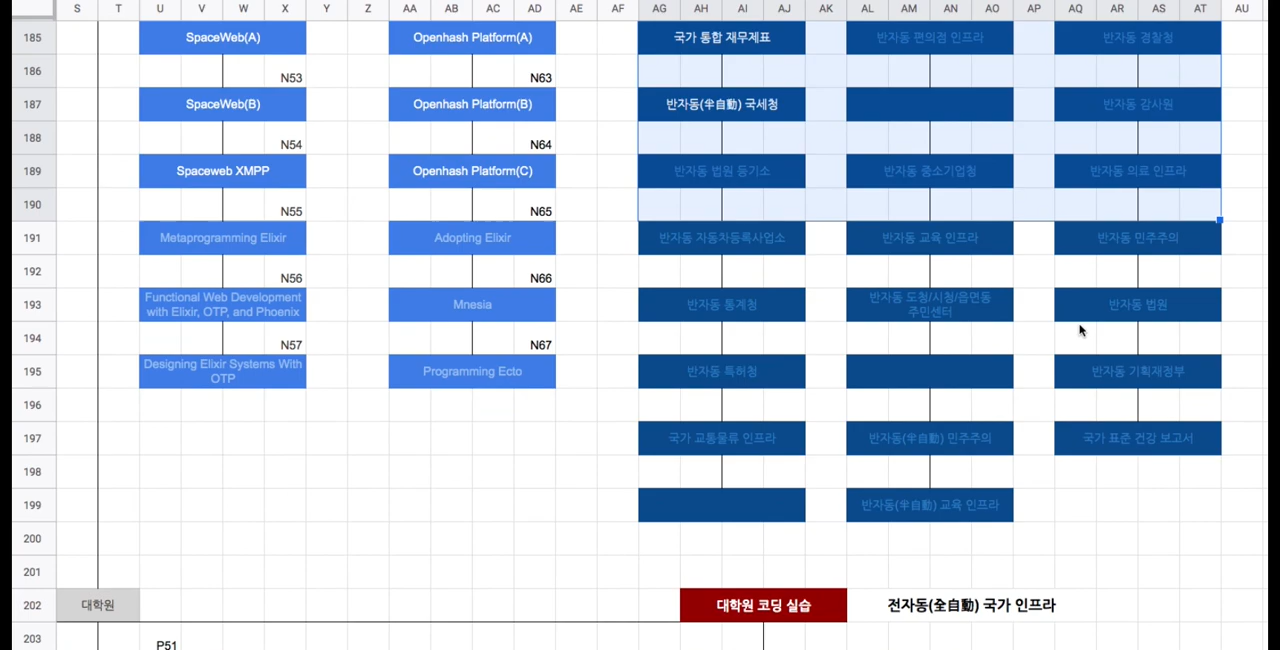 S T U V W X Y Z AA AB AC AD AE AF AG AH AI AJ AK AL AM AN AO AP AQ AR AS AT AU
185 SpaceWeb(A) Openhash Platform(A) 국가 통합 재무제표 반자동 편의점 인프라 반자동 경찰청
186 N53 N63
187 SpaceWeb(B) Openhash Platform(B) 반자동(半自動) 국세청 반자동 감사원
188 N54 N64
189 Spaceweb XMPP Openhash Platform(C) 반자동 법원 등기소 반자동 중소기업청 반자동 의료 인프라
190 N55 N65
191 Metaprogramming Elixir Adopting Elixir 반자동 자동차등록사업소 반자동 교육 인프라 반자동 민주주의
192 N56 N66
193 Functional Web Development
with Elixir, OTP, and Phoenix Mnesia 반자동 통계청 반자동 도청/시청/읍면동
주민센터 반자동 법원
194 N57 N67
195 Designing Elixir Systems With
OTP Programming Ecto 반자동 특허청 반자동 기획재정부
196
197 국가 교통물류 인프라 반자동(半自動) 민주주의 국가 표준 건강 보고서
198
199 반자동(半自動) 교육 인프라
200
201
202 대학원 대학원 코딩 실습 전자동(全自動) 국가 인프라
203 P51